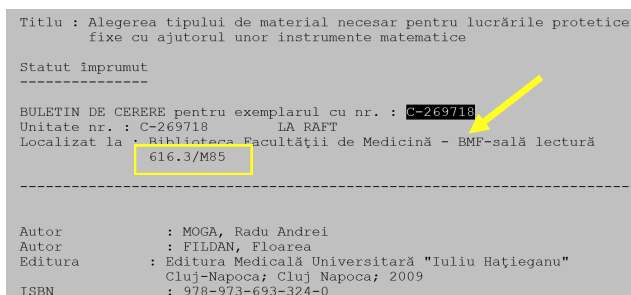 Titlu : Alegerea tipului de material necesar pentru lucrările protetice
fixe cu ajutorul unor instrumente matematice
Statut împrumut
---------------
BULETIN DE CERERE pentru exemplarul cu nr. : C-269718
Unitate nr. : C-269718 LA RAFT
Localizat la : Biblioteca Facultăţii de Medicină - BMF-sală lectură
616.3/M85
------------------------------------------------------------------------
Autor : MOGA, Radu Andrei
Autor : FILDAN, Floarea
Editura : Editura Medicală Universitară "Iuliu Haţieganu"
Cluj-Napoca; Cluj Napoca; 2009
ISBN : 978-973-693-324-0